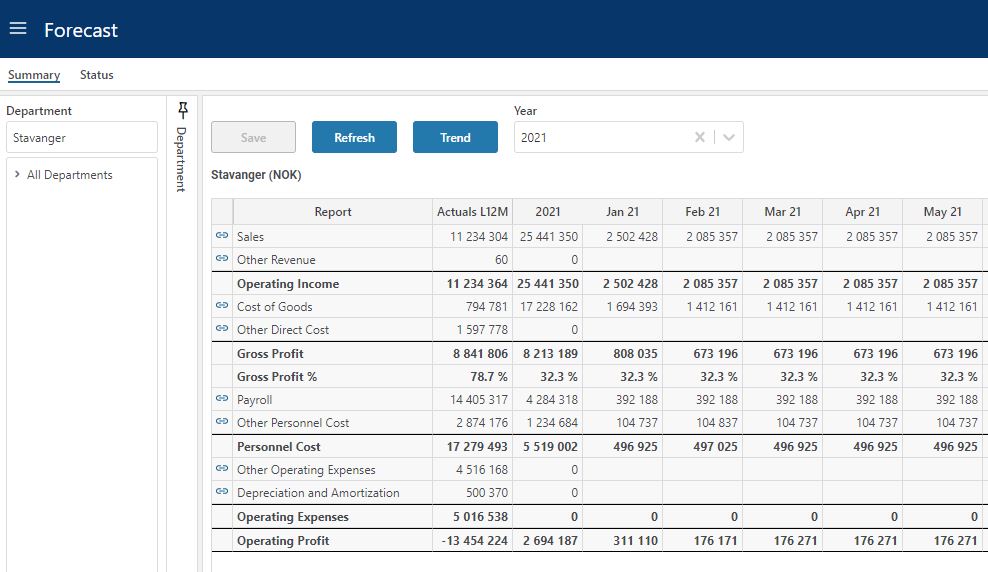 Forecast
Summary Status
Department
Stavanger
All Departments
Department
Year
Save Refresh Trend 2021
Stavanger (NOK)
Report Actuals L12M 2021 Jan 21 Feb 21 Mar 21 Apr 21 May 21
Sales 11 234 304 25 441 350 2 502 428 2 085 357 2 085 357 2 085 357 2 085 357
Other Revenue 60 0
Operating Income 11 234 364 25 441 350 2 502 428 2 085 357 2 085 357 2 085 357 2 085 357
Cost of Goods 794 781 17 228 162 1 694 393 1 412 161 1 412 161 1 412 161 1 412 161
Other Direct Cost 1 597 778 0
Gross Profit 8 841 806 8 213 189 808 035 673 196 673 196 673 196 673 196
Gross Profit % 78.7 % 32.3 % 32.3 % 32.3 % 32.3 % 32.3 % 32.3 %
Payroll 14 405 317 4 284 318 392 188 392 188 392 188 392 188 392 188
Other Personnel Cost 2 874 176 1 234 684 104 737 104 837 104 737 104 737 104 737
Personnel Cost 17 279 493 5 519 002 496 925 497 025 496 925 496 925 496 925
Other Operating Expenses 4 516 168 0
Depreciation and Amortization 500 370 0
Operating Expenses 5 016 538 0 0 0 0 0 0
Operating Profit -13 454 224 2 694 187 311 110 176 171 176 271 176 271 176 271